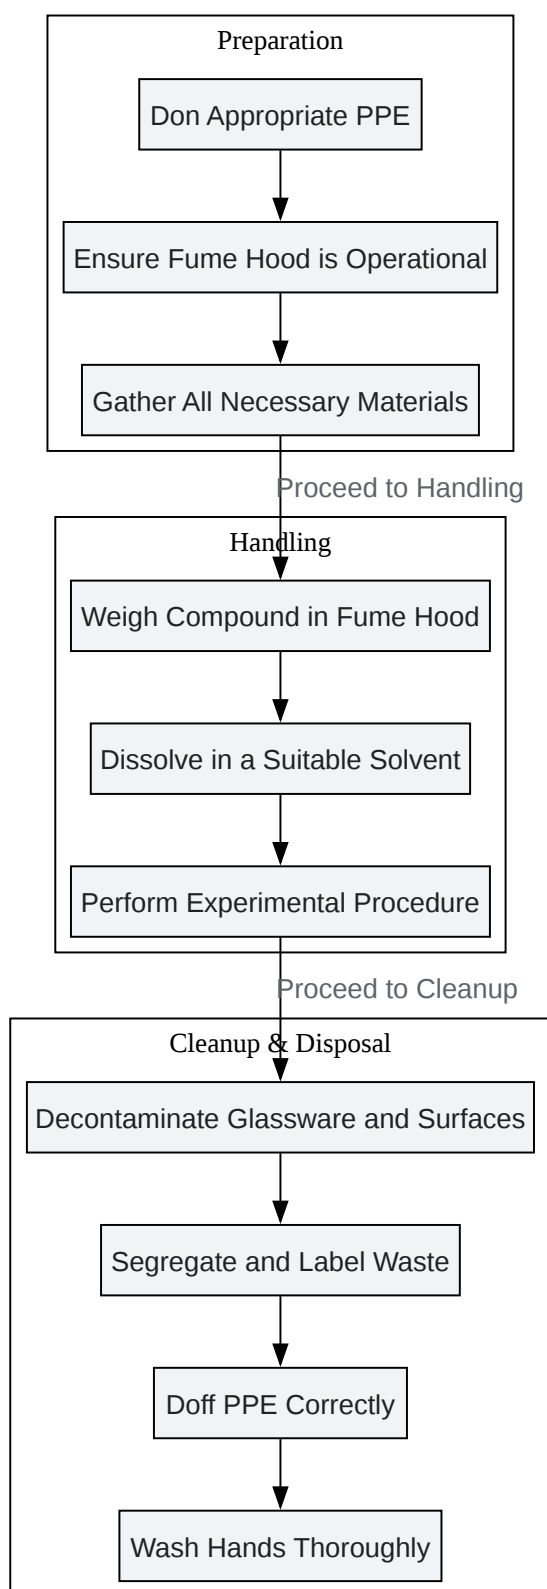 Preparation
Don Appropriate PPE
Ensure Fume Hood is Operational
Gather All Necessary Materials
Proceed to Handling
Handling
Weigh Compound in Fume Hood
Dissolve in a Suitable Solvent
Perform Experimental Procedure
Proceed to Cleanup
Cleanup & Disposal
Decontaminate Glassware and Surfaces
Segregate and Label Waste
Doff PPE Correctly
Wash Hands Thoroughly